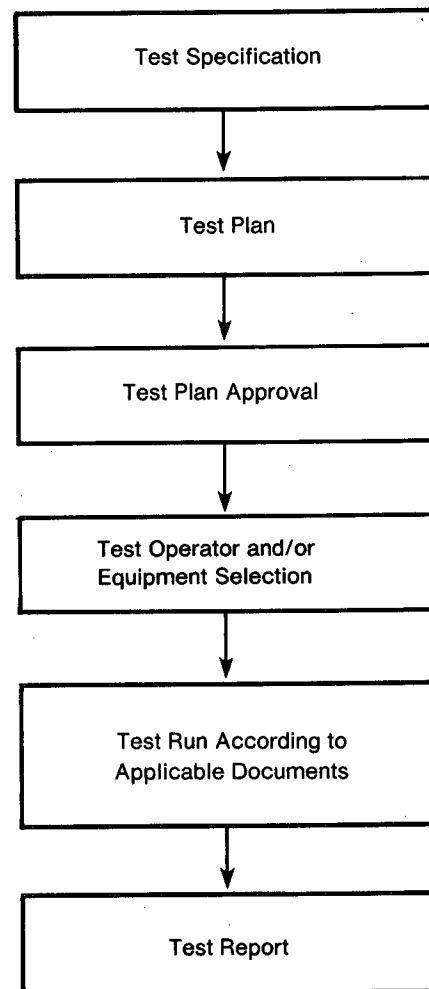 Test Specification
Test Plan
Test Plan Approval
Test Operator and/or
Equipment Selection
Test Run According to
Applicable Documents
Test Report